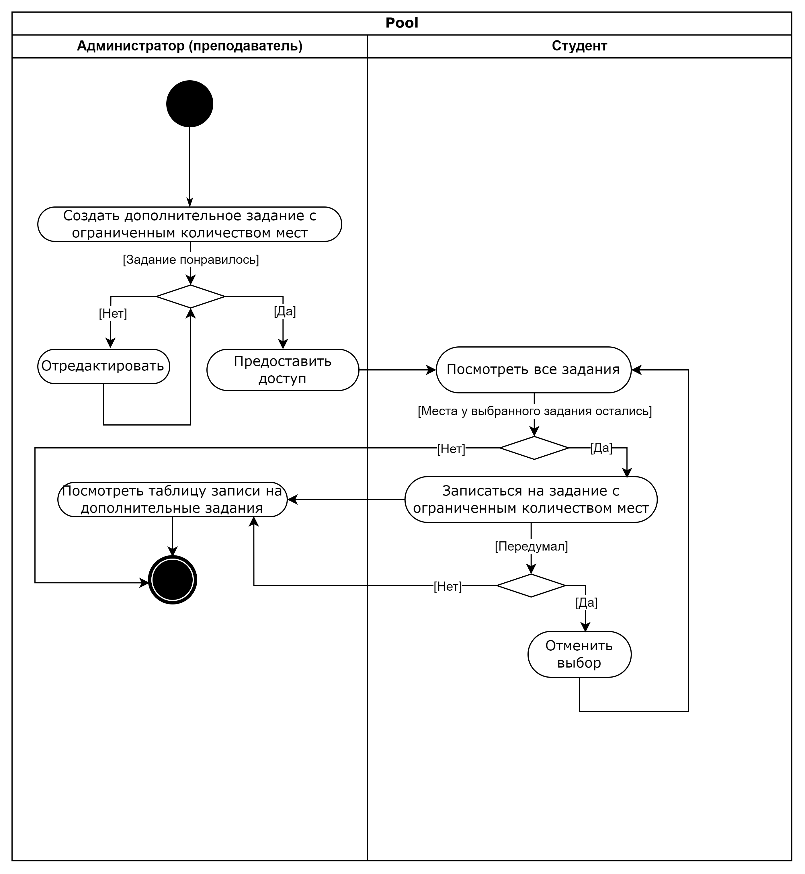 Pool
Администратор (преподаватель)
Студент
Создать дополнительное задание с
ограниченным количеством мест
[Задание понравилось]
[Нет]
[Да]
Отредактировать
Предоставить
доступ
Посмотреть все задания
[Места у выбранного задания остались]
[Нет]
[Да]
Посмотреть таблицу записи на
дополнительные задания
Записаться на задание с
ограниченным количеством мест
[Передумал]
[Нет]
[Да]
Отменить
выбор